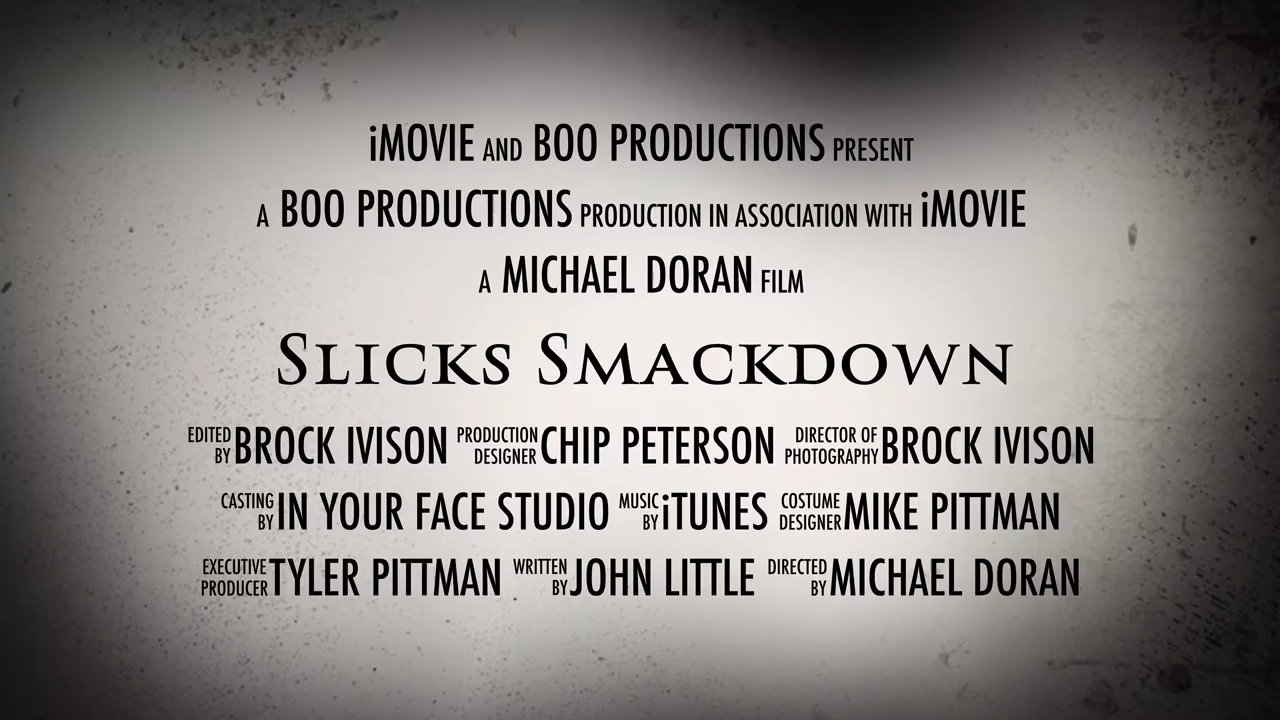 iMOVIE AND BOO PRODUCTIONS PRESENT
A BOO PRODUCTIONS PRODUCTION IN ASSOCIATION WITH iMOVIE
A MICHAEL DORAN FILM
SLICKS SMACKDOWN
EDITED BY BROCK IVISON PRODUCTION DESIGNER CHIP PETERSON DIRECTOR OF PHOTOGRAPHY BROCK IVISON
CASTING BY IN YOUR FACE STUDIO MUSIC BY iTUNES COSTUME DESIGNER MIKE PITTMAN
EXECUTIVE PRODUCER TYLER PITTMAN WRITTEN BY JOHN LITTLE DIRECTED BY MICHAEL DORAN